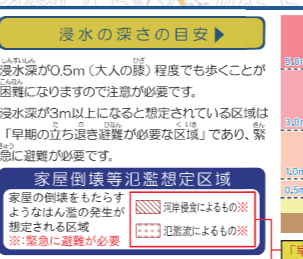 浸水の深さの目安▶
浸水深が0.5m（大人の膝）程度でも歩くことが
困難になりますので注意が必要です。
浸水深が3m以上になると想定されている区域は
「早期の立ち退き避難が必要な区域」であり、緊
急に避難が必要です。
家屋倒壊等氾濫想定区域
家屋の倒壊をもたらす
ようなはん濫の発生が
想定される区域
※:緊急に避難が必要
河岸侵食によるもの※
氾濫流によるもの※
5.0m
3.0m
1.0m
0.5m
「早